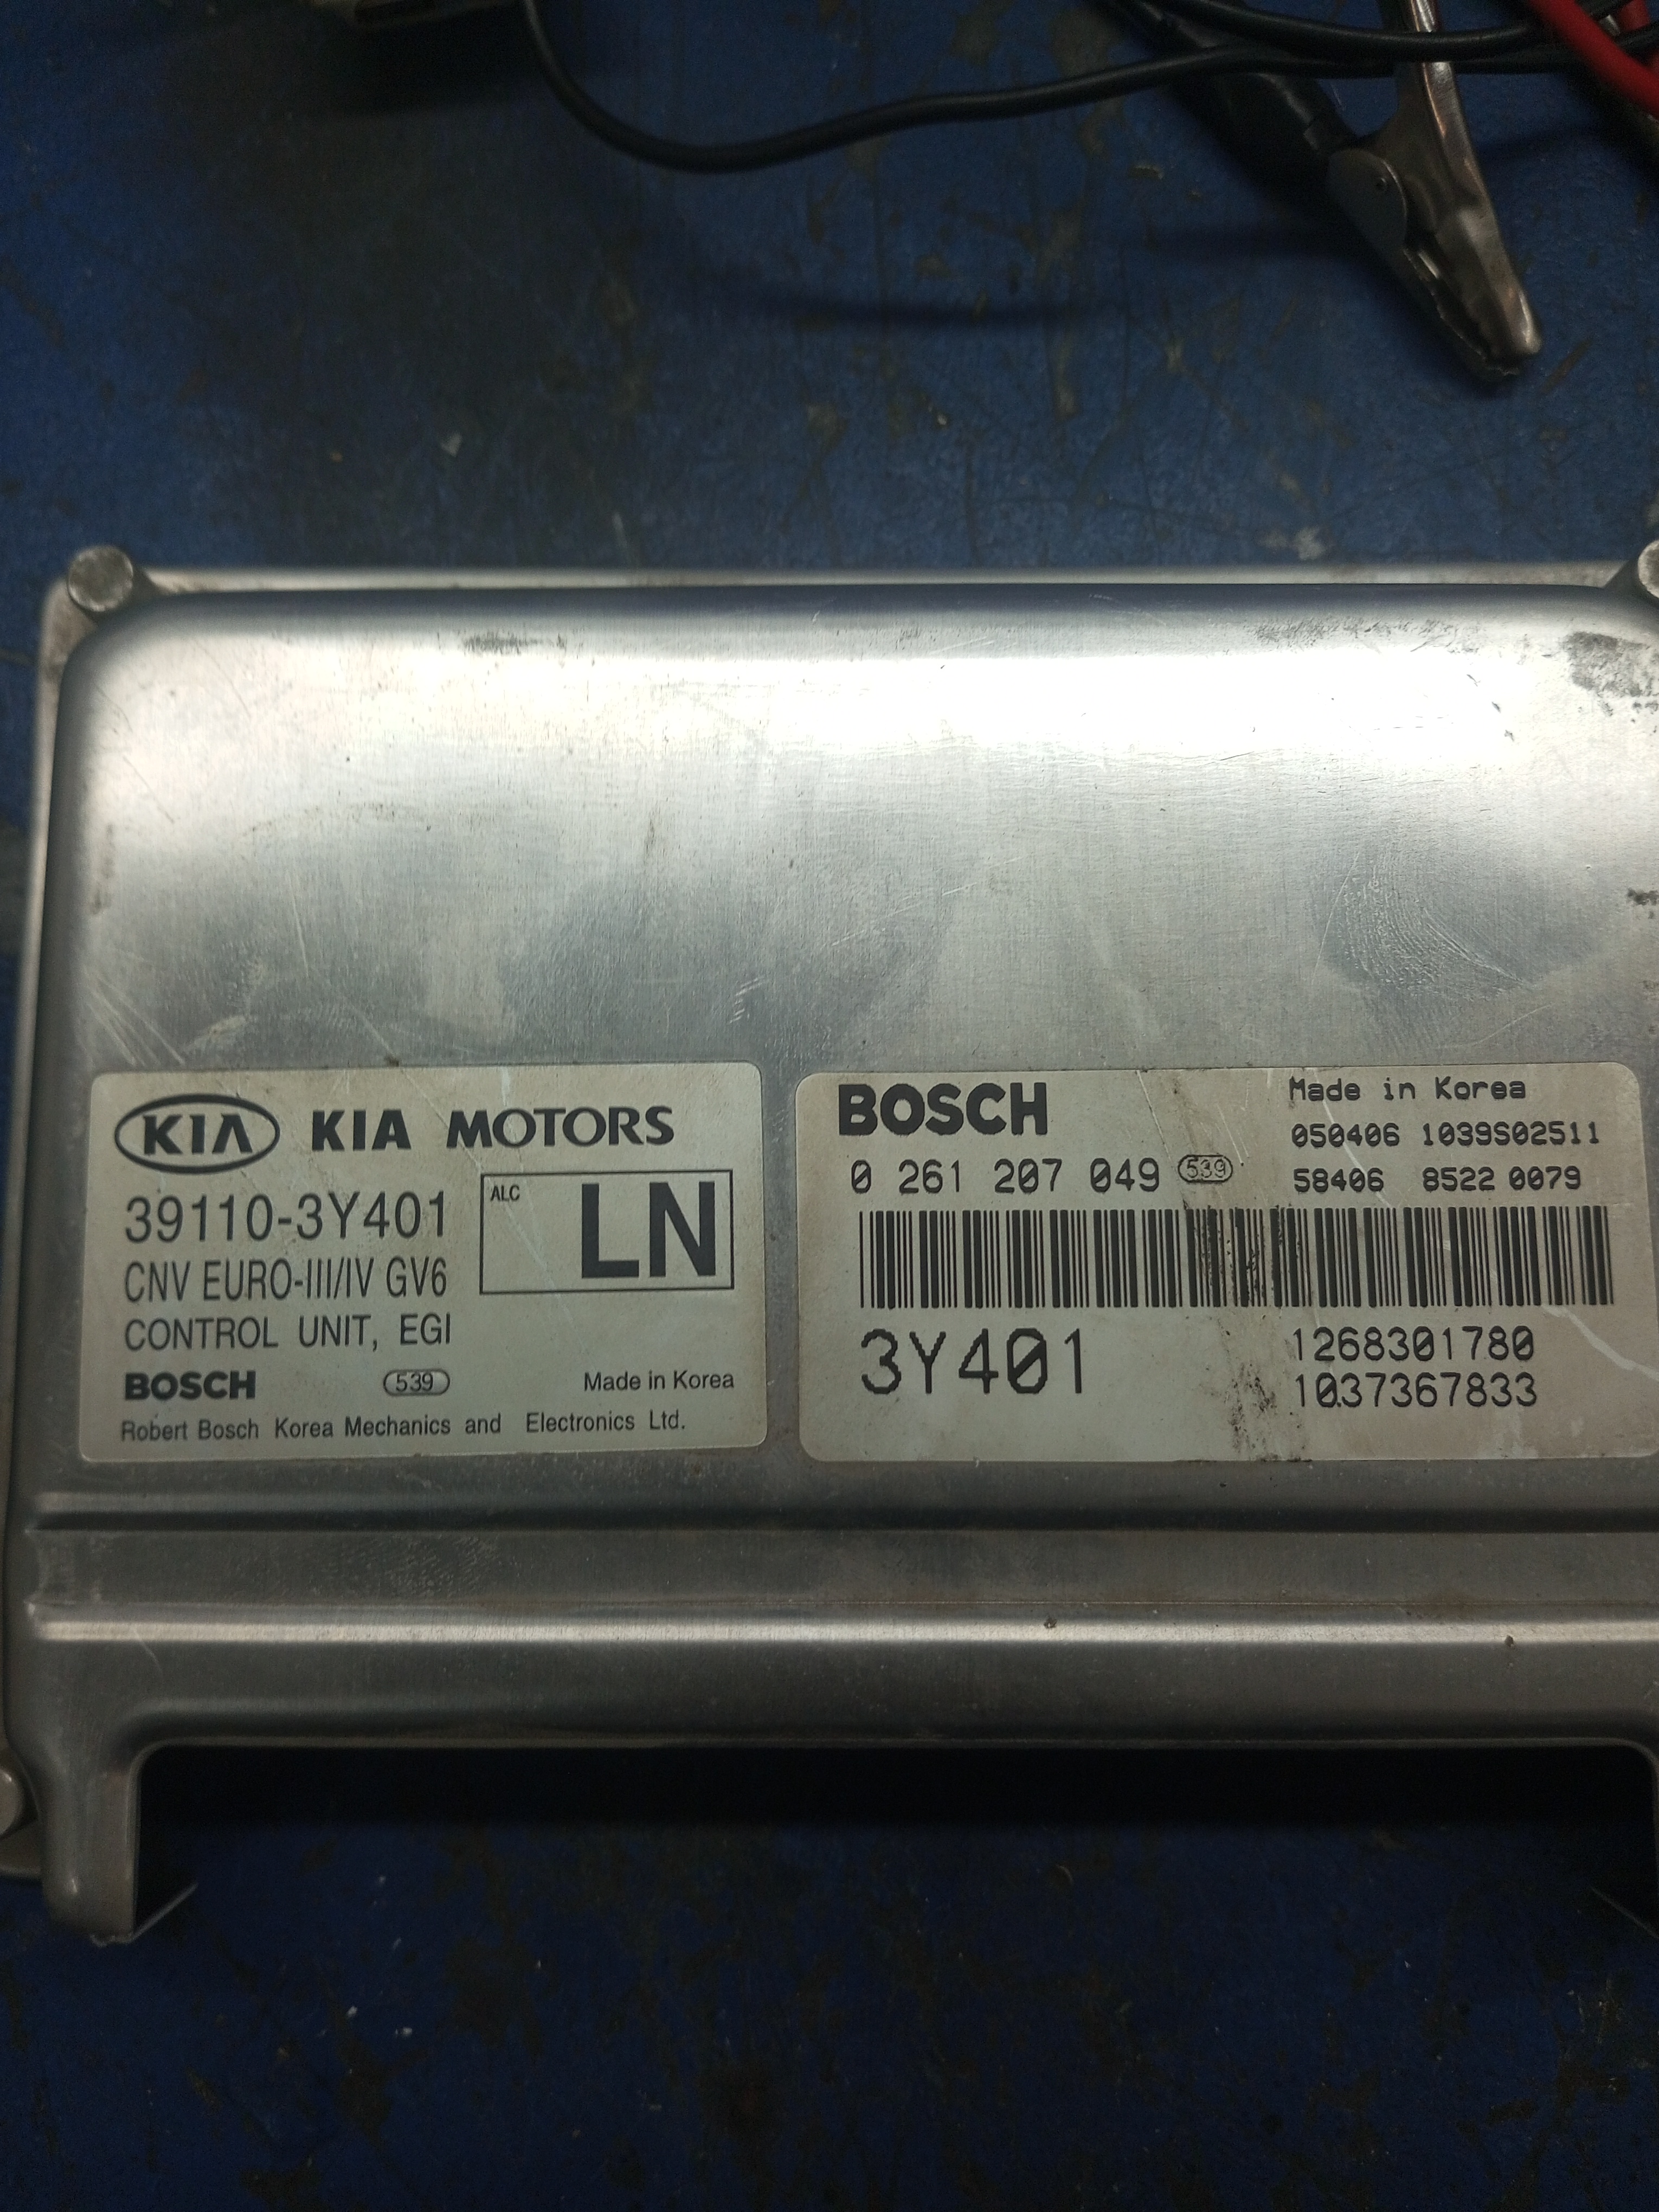 KIA KIA MOTORS
39110-3Y401
ALC LN
CNV EURO-III/IV GV6
CONTROL UNIT, EGI
BOSCH 539 Made in Korea
Robert Bosch Korea Mechanics and Electronics Ltd.
BOSCH Made in Korea
050406 1039S02511
0 261 207 049 539 58406 8522 0079
3Y401 1268301780
1037367833